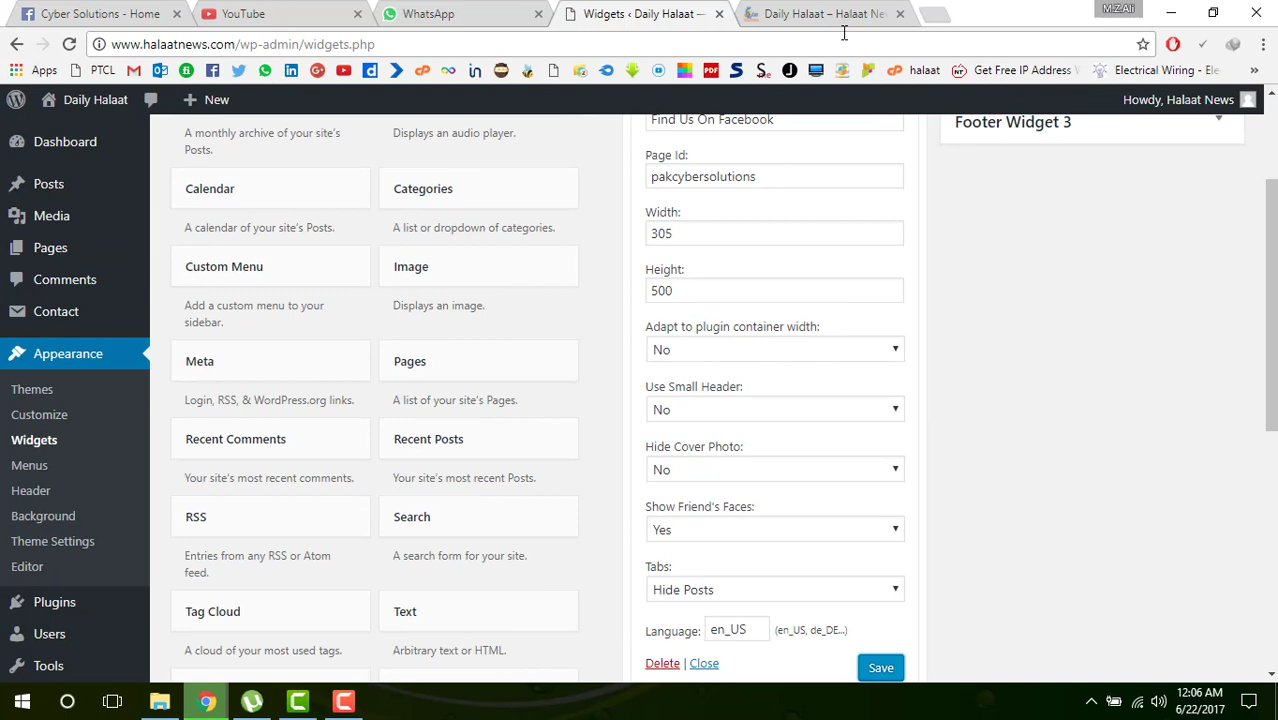 Cyber Solutions - Home
YouTube
WhatsApp
Widgets ‹ Daily Halaat —
Daily Halaat – Halaat Ne
M.Z.Ali
www.halaatnews.com/wp-admin/widgets.php
Apps
PTCL
halaat
Get Free IP Address
Electrical Wiring - Ele
Daily Halaat
New
Howdy, Halaat News
Dashboard
Posts
Media
Pages
Comments
Contact
Appearance
Themes
Customize
Widgets
Menus
Header
Background
Theme Settings
Editor
Plugins
Users
Tools
A monthly archive of your site's
Posts.
Displays an audio player.
Calendar
Categories
A calendar of your site's Posts.
A list or dropdown of categories.
Custom Menu
Image
Add a custom menu to your
sidebar.
Displays an image.
Meta
Pages
Login, RSS, & WordPress.org links.
A list of your site's Pages.
Recent Comments
Recent Posts
Your site's most recent comments.
Your site's most recent Posts.
RSS
Search
Entries from any RSS or Atom
feed.
A search form for your site.
Tag Cloud
Text
A cloud of your most used tags.
Arbitrary text or HTML.
Find Us On Facebook
Page Id:
pakcybersolutions
Width:
305
Height:
500
Adapt to plugin container width:
No
Use Small Header:
No
Hide Cover Photo:
No
Show Friend's Faces:
Yes
Tabs:
Hide Posts
Language: en_US (en_US, de_DE...)
Delete | Close
Save
Footer Widget 3
12:06 AM
6/22/2017